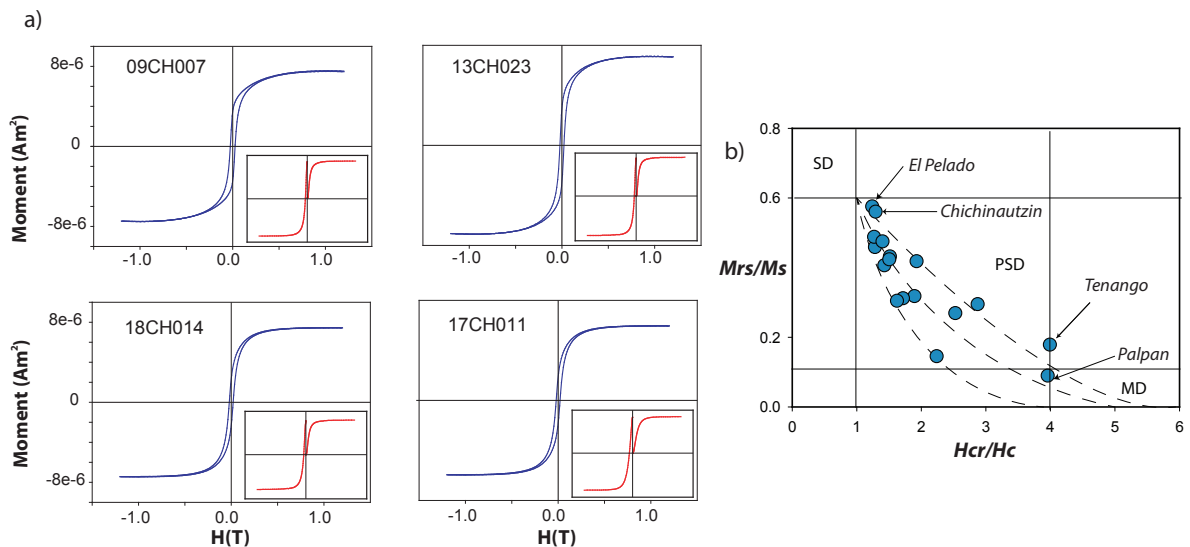 a)
09CH007
8e-6
0
-8e-6
Moment (Am²)
-1.0 0.0 1.0
13CH023
-1.0 0.0 1.0
18CH014
8e-6
0
-8e-6
Moment (Am²)
-1.0 0.0 1.0
H(T)
17CH011
-1.0 0.0 1.0
H(T)
b)
0.8
0.6
Mrs/Ms
0.2
0.0
SD
El Pelado
Chichinautzin
PSD
Tenango
Palpan
MD
0 1 2 3 4 5 6
Hcr/Hc